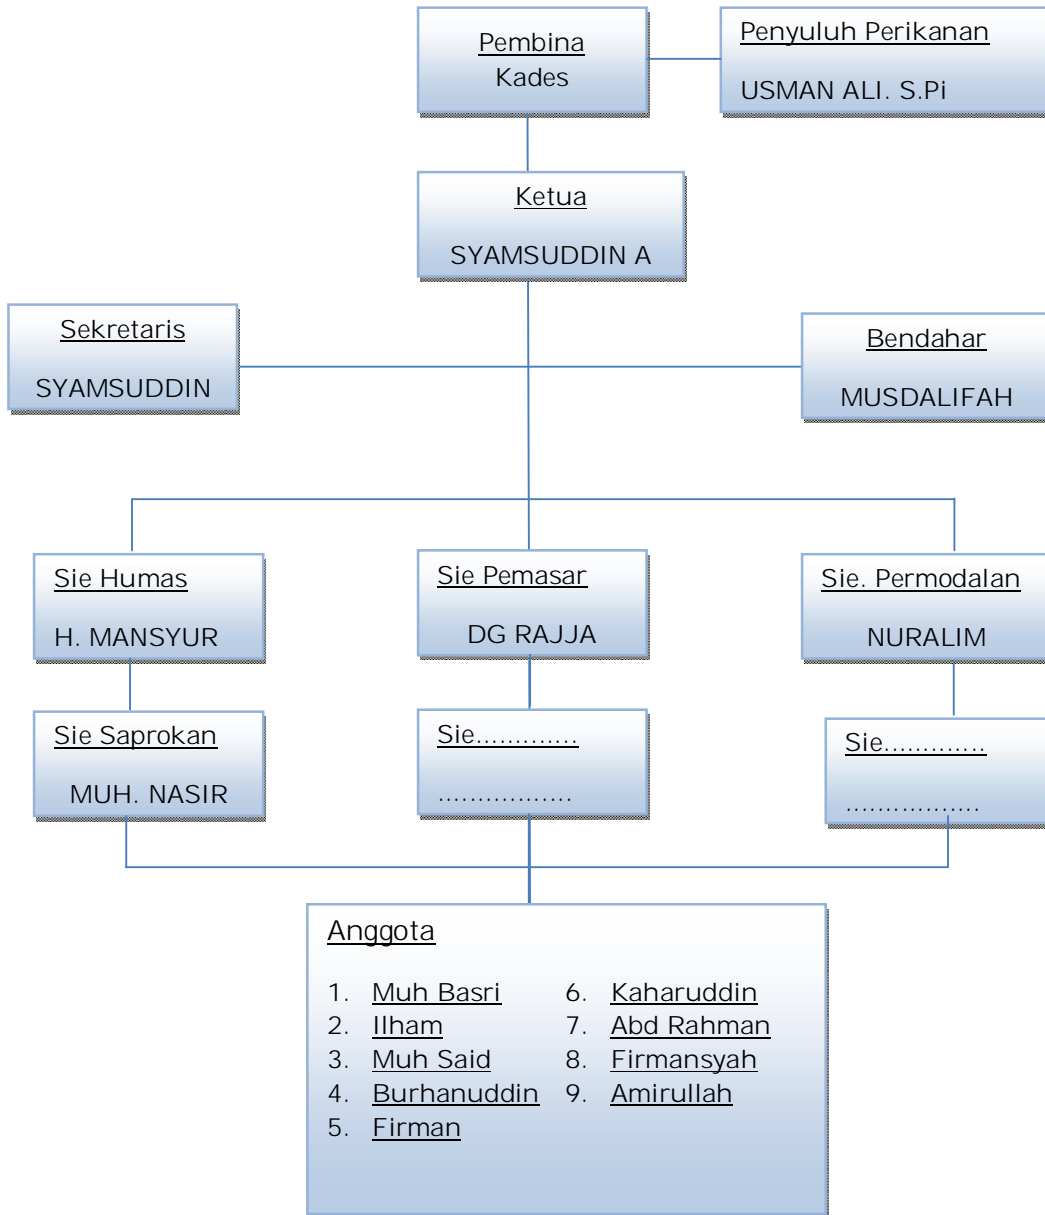 Pembina
Kades
Penyuluh Perikanan
USMAN ALI. S.Pi
Ketua
SYAMSUDDIN A
Sekretaris
SYAMSUDDIN
Bendahar
MUSDALIFAH
Sie Humas
H. MANSYUR
Sie Pemasar
DG RAJJA
Sie. Permodalan
NURALIM
Sie Saprokan
MUH. NASIR
Sie.............
.................
Sie.............
.................
Anggota
1. Muh Basri
2. Ilham
3. Muh Said
4. Burhanuddin
5. Firman
6. Kaharuddin
7. Abd Rahman
8. Firmansyah
9. Amirullah